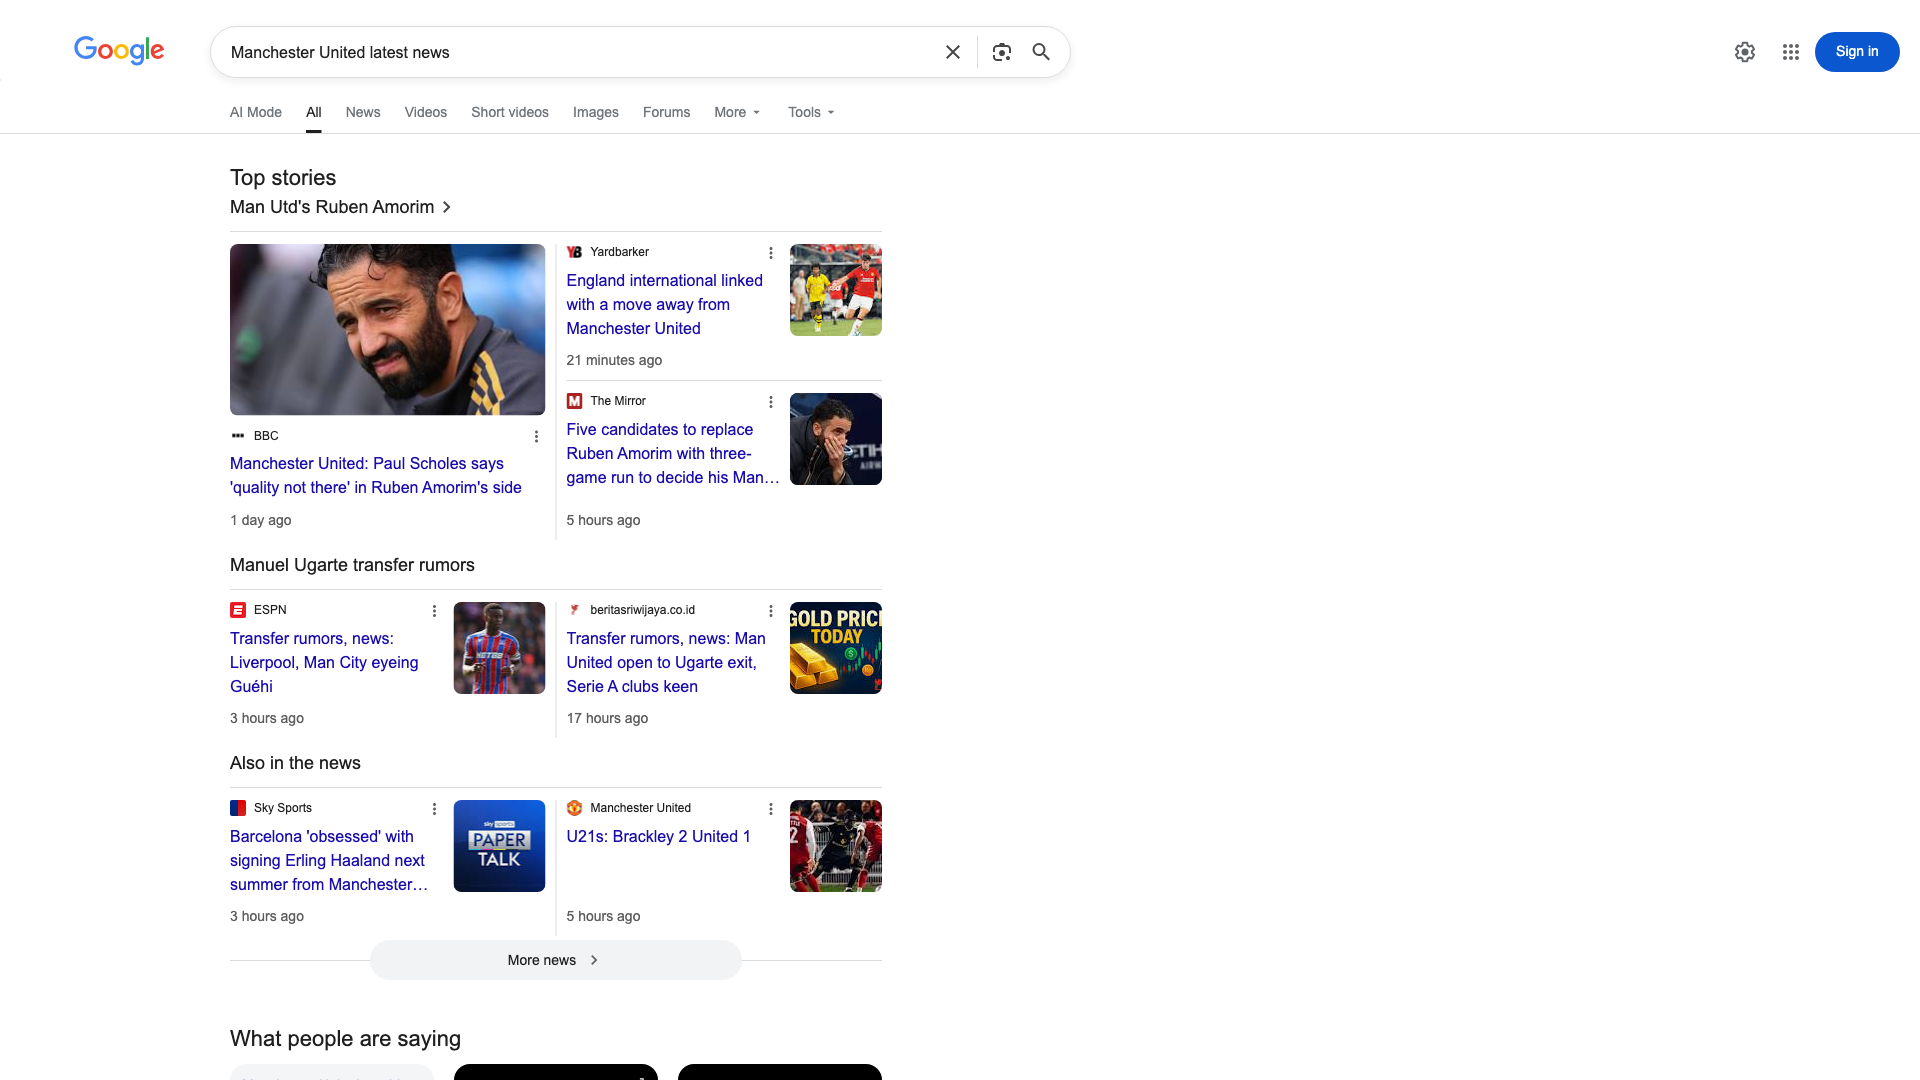 Google
Manchester United latest news
Sign in
AI Mode
All
News
Videos
Short videos
Images
Forums
More
Tools
Top stories
Man Utd's Ruben Amorim
BBC
Manchester United: Paul Scholes says
'quality not there' in Ruben Amorim's side
1 day ago
Yardbarker
England international linked
with a move away from
Manchester United
21 minutes ago
The Mirror
Five candidates to replace
Ruben Amorim with three-
game run to decide his Man...
5 hours ago
Manuel Ugarte transfer rumors
ESPN
Transfer rumors, news:
Liverpool, Man City eyeing
Guéhi
3 hours ago
beritasriwijaya.co.id
Transfer rumors, news: Man
United open to Ugarte exit,
Serie A clubs keen
17 hours ago
GOLD PRIC
TODAY
Also in the news
Sky Sports
Barcelona 'obsessed' with
signing Erling Haaland next
summer from Manchester...
3 hours ago
sky sports
PAPER
TALK
Manchester United
U21s: Brackley 2 United 1
5 hours ago
More news
What people are saying